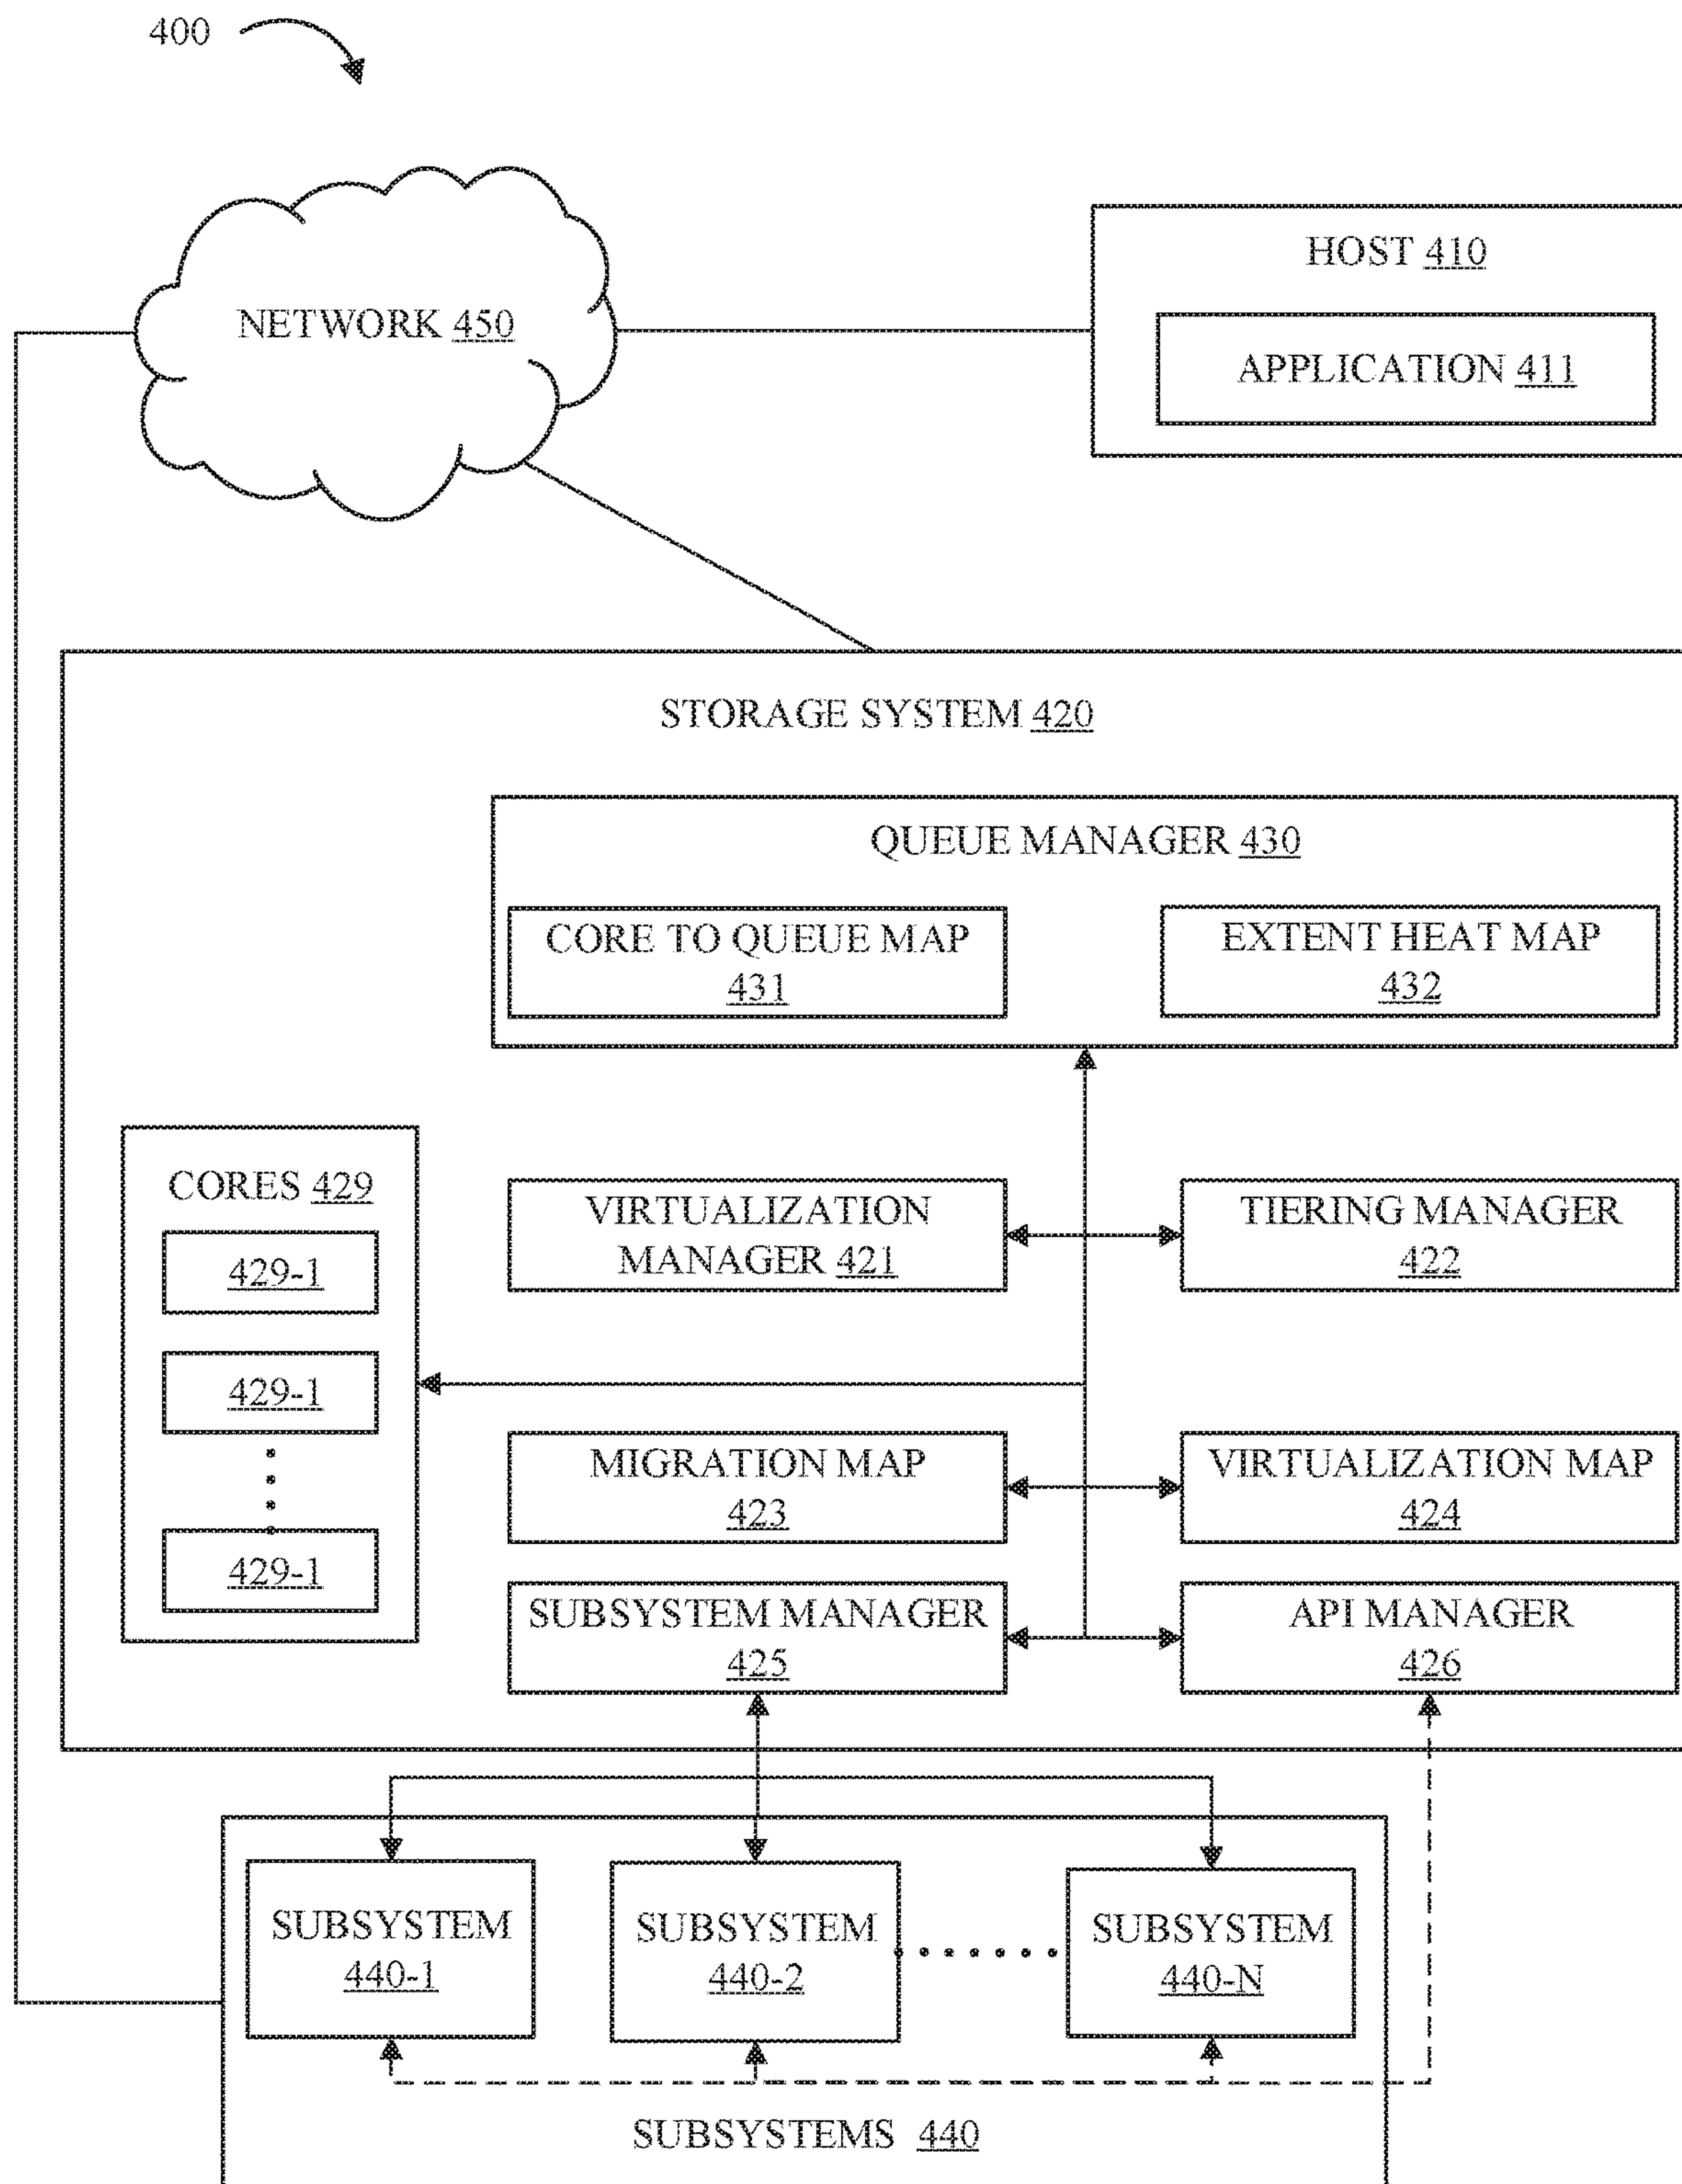 400
NETWORK 450
HOST 410
APPLICATION 411
STORAGE SYSTEM 420
QUEUE MANAGER 430
CORE TO QUEUE MAP
431
EXTENT HEAT MAP
432
CORES 429
429-1
429-1
429-1
VIRTUALIZATION
MANAGER 421
TIERING MANAGER
422
MIGRATION MAP
423
VIRTUALIZATION MAP
424
SUBSYSTEM MANAGER
425
API MANAGER
426
SUBSYSTEM
440-1
SUBSYSTEM
440-2
SUBSYSTEM
440-N
SUBSYSTEMS 440